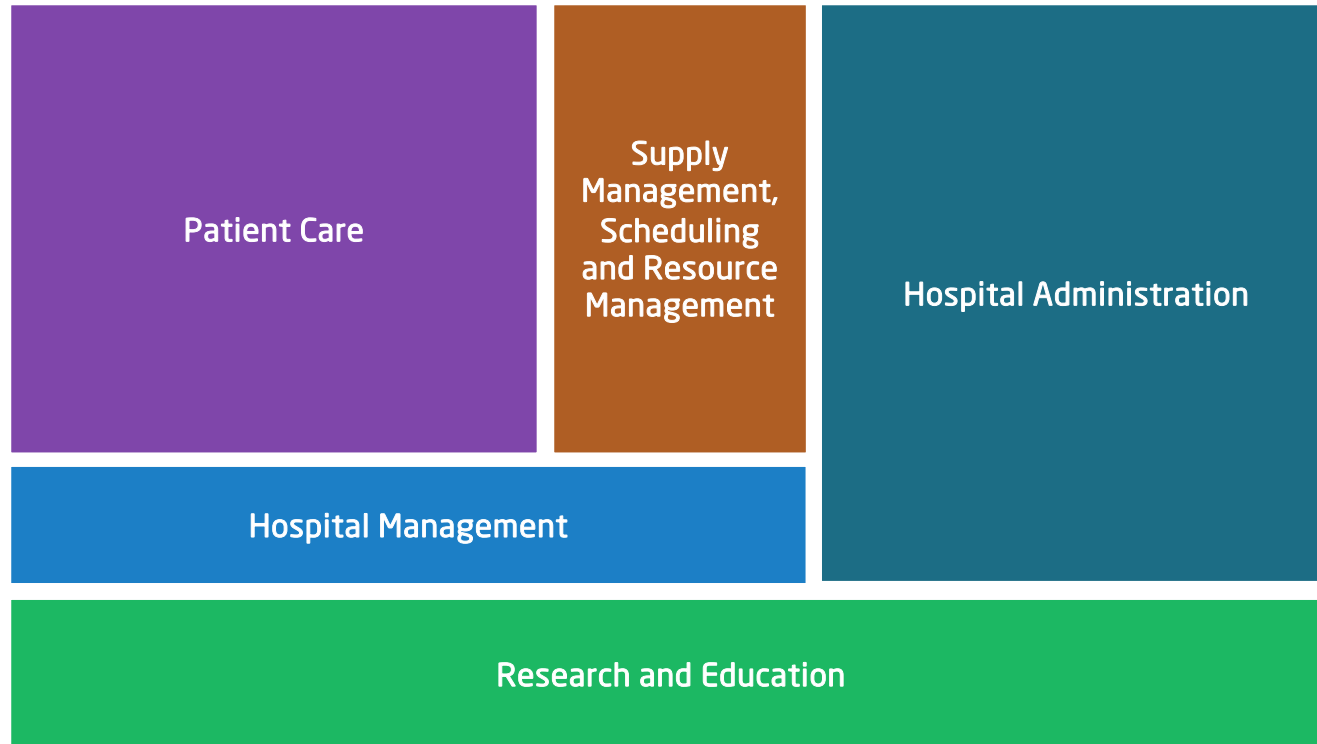 Patient Care
Supply
Management,
Scheduling
and Resource
Management
Hospital Administration
Hospital Management
Research and Education